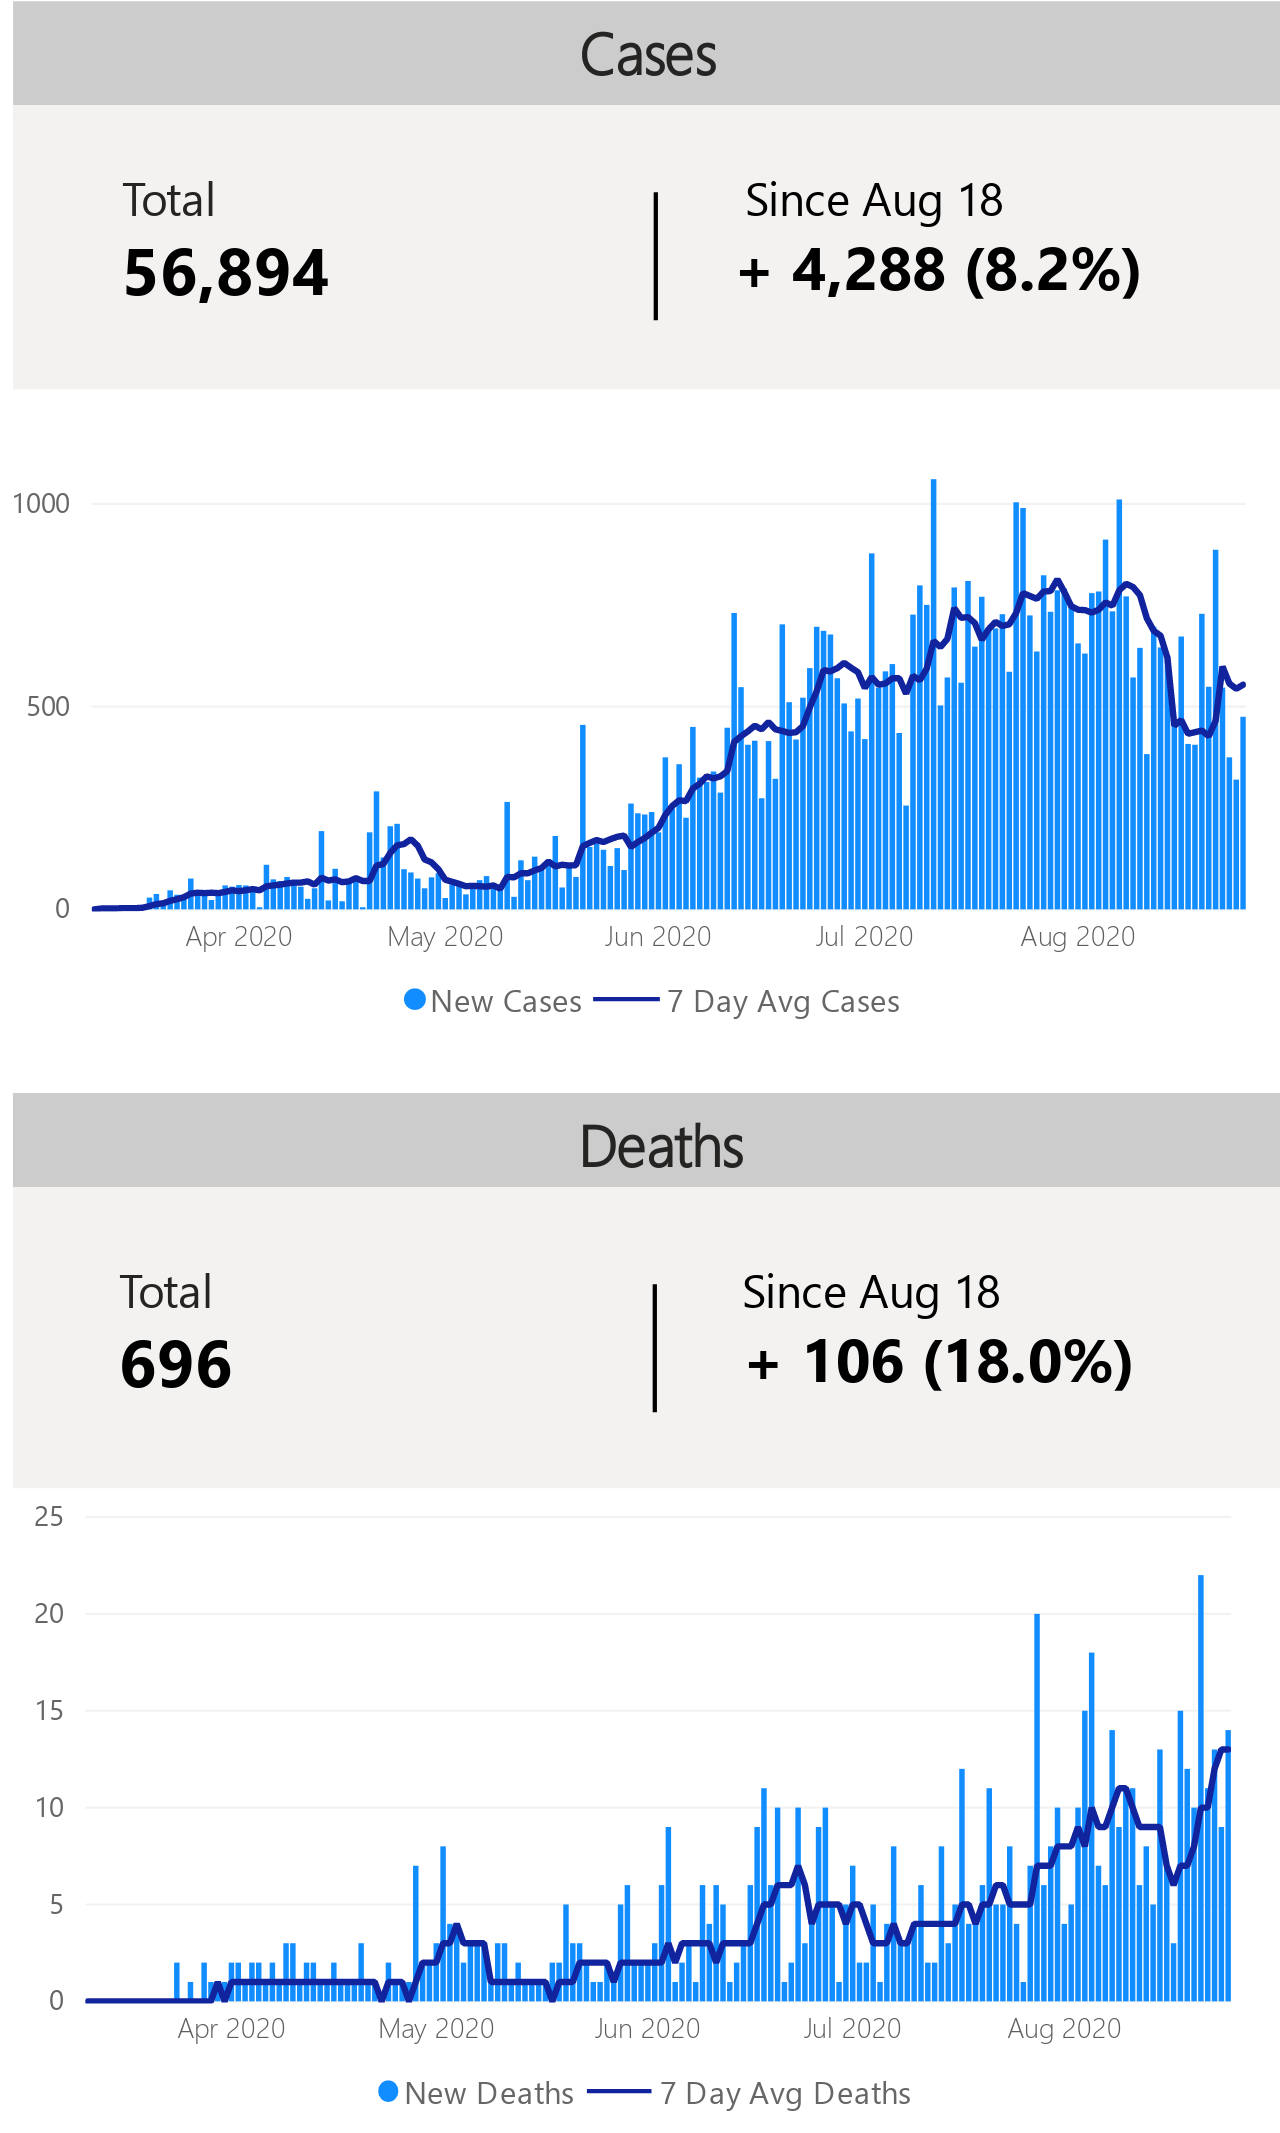 Cases
Total
Since Aug 18
56,894
+ 4,288 (8.2%)
1000
500
0
Apr 2020 May 2020 Jun 2020 Jul 2020 Aug 2020
New Cases 7 Day Avg Cases
Deaths
Total
Since Aug 18
696
+ 106 (18.0%)
25
20
15
10
5
0
Apr 2020 May 2020 Jun 2020 Jul 2020 Aug 2020
New Deaths 7 Day Avg Deaths